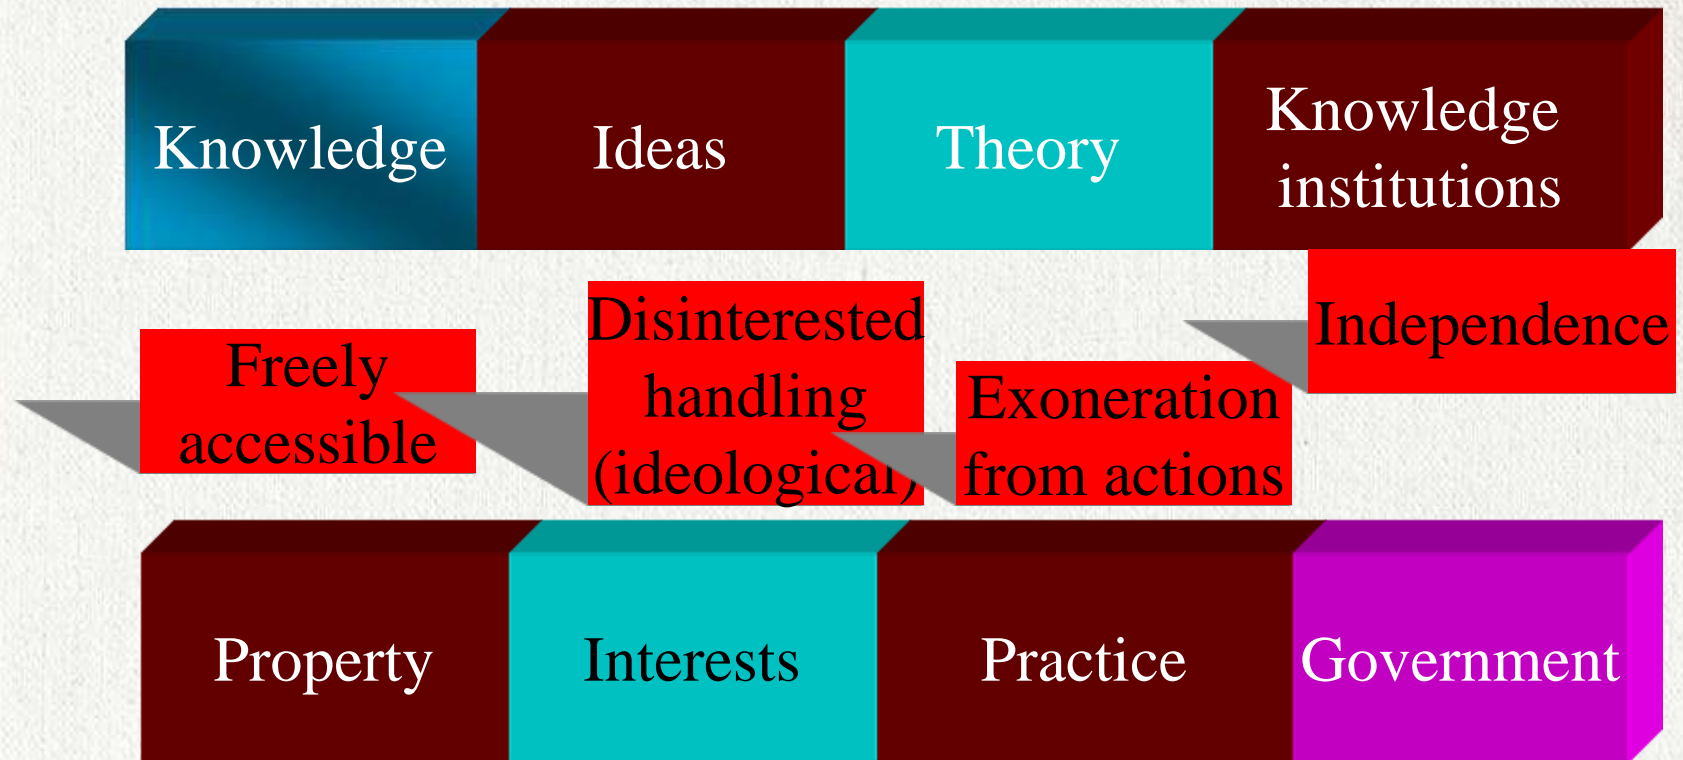 Knowledge
Ideas
Theory
Knowledge
institutions
Freely
accessible
Disinterested
handling
(ideological)
Exoneration
from actions
Independence
Property
Interests
Practice
Government